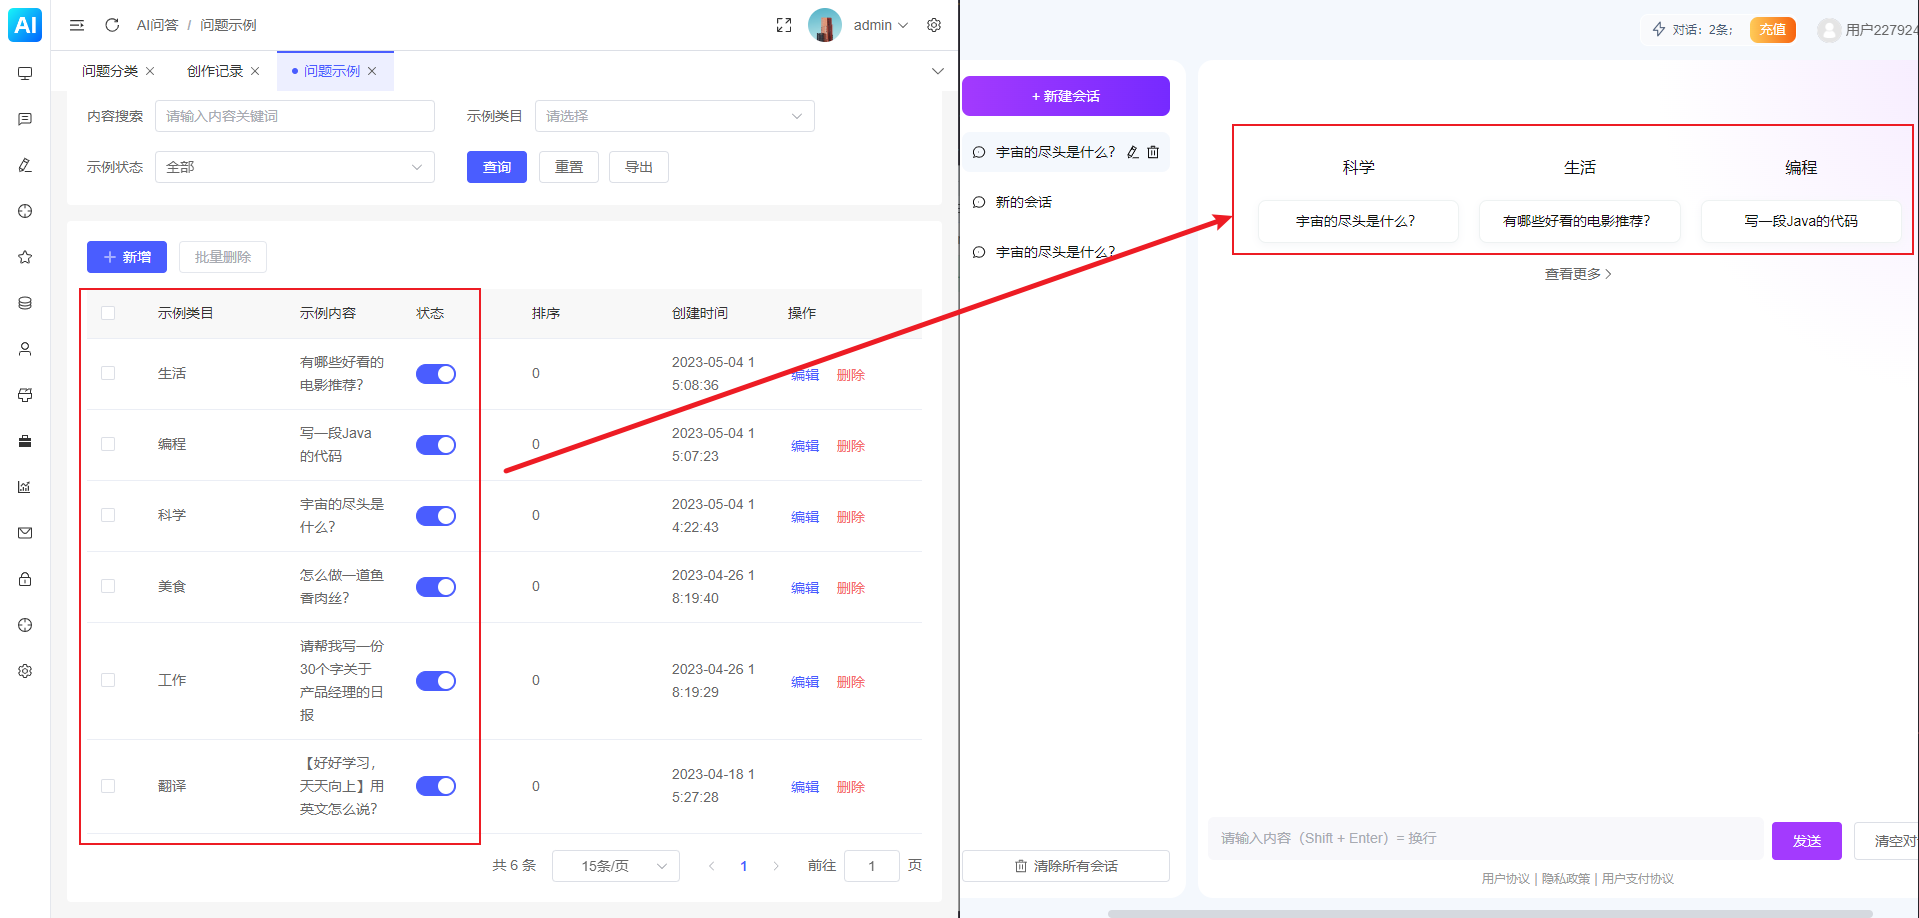 AI
AI问答 / 问题示例
admin
问题分类
创作记录
问题示例
内容搜索
请输入内容关键词
示例类目
请选择
示例状态
全部
查询
重置
导出
新增
批量删除
示例类目 示例内容 状态 排序 创建时间 操作
生活
有哪些好看的
电影推荐?
0
2023-05-04 1
5:08:36
编辑 删除
编程
写一段Java
的代码
0
2023-05-04 1
5:07:23
编辑 删除
科学
宇宙的尽头是
什么?
0
2023-05-04 1
4:22:43
编辑 删除
美食
怎么做一道鱼
香肉丝?
0
2023-04-26 1
8:19:40
编辑 删除
工作
请帮我写一份
30个字关于
产品经理的日
报
0
2023-04-26 1
8:19:29
编辑 删除
翻译
【好好学习，
天天向上】用
英文怎么说?
0
2023-04-18 1
5:27:28
编辑 删除
共 6 条
15条/页
1
前往 1 页
对话：2条;
充值
用户227924
+ 新建会话
宇宙的尽头是什么?
新的会话
宇宙的尽头是什么?
清除所有会话
科学 生活 编程
宇宙的尽头是什么? 有哪些好看的电影推荐? 写一段Java的代码
查看更多
请输入内容（Shift + Enter）= 换行
发送
清空对
用户协议 | 隐私政策 | 用户支付协议